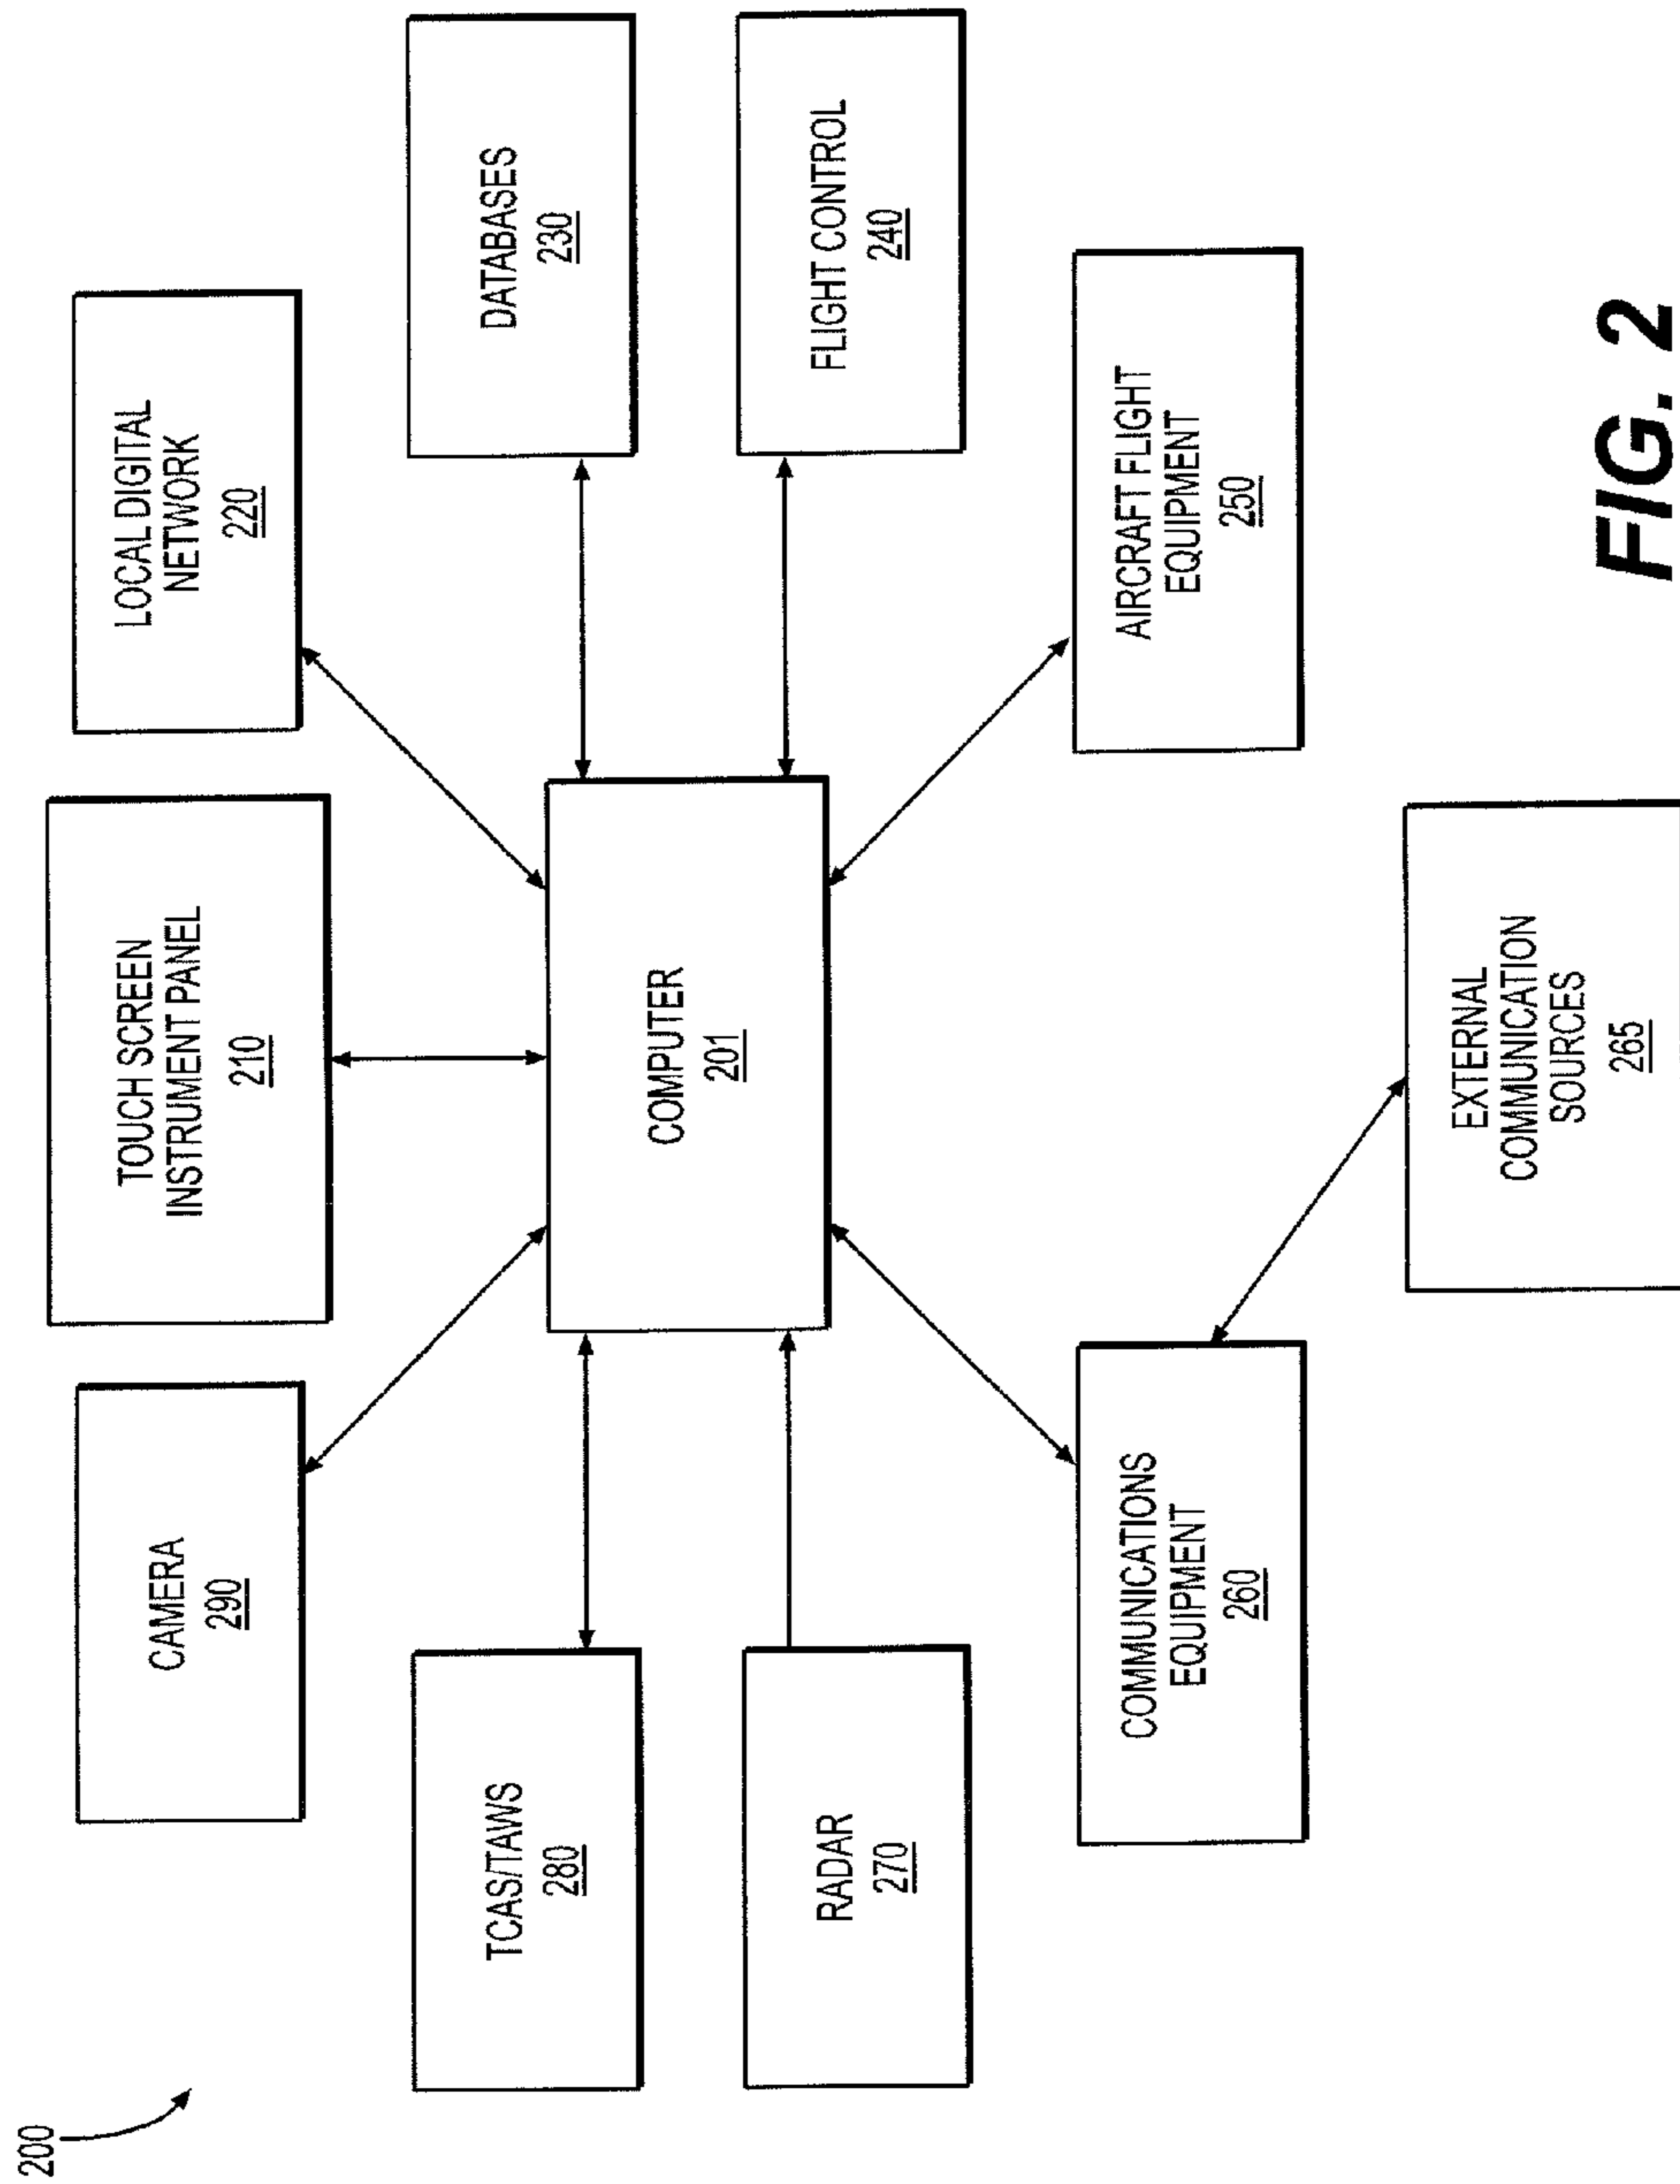 200
CAMERA
290
TOUCH SCREEN
INSTRUMENT PANEL
210
LOCAL DIGITAL
NETWORK
220
TCAS/TAWS
280
COMPUTER
201
DATABASES
230
RADAR
270
FLIGHT CONTROL
240
COMMUNICATIONS
EQUIPMENT
260
AIRCRAFT FLIGHT
EQUIPMENT
250
EXTERNAL
COMMUNICATION
SOURCES
265
FIG. 2